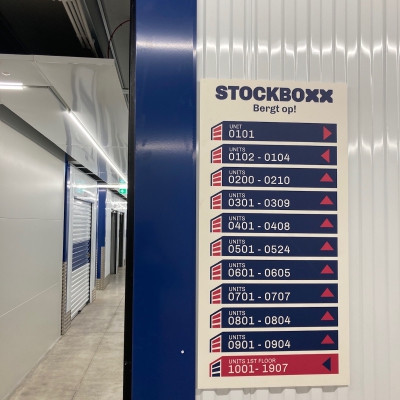 STOCKBOXX
Bergt op!
UNIT
0101
UNITS
0102 - 0104
UNITS
0200 - 0210
UNITS
0301 - 0309
UNITS
0401 - 0408
UNITS
0501 - 0524
UNITS
0601 - 0605
UNITS
0701 - 0707
UNITS
0801 - 0804
UNITS
0901 - 0904
UNITS 1ST FLOOR
1001- 1907